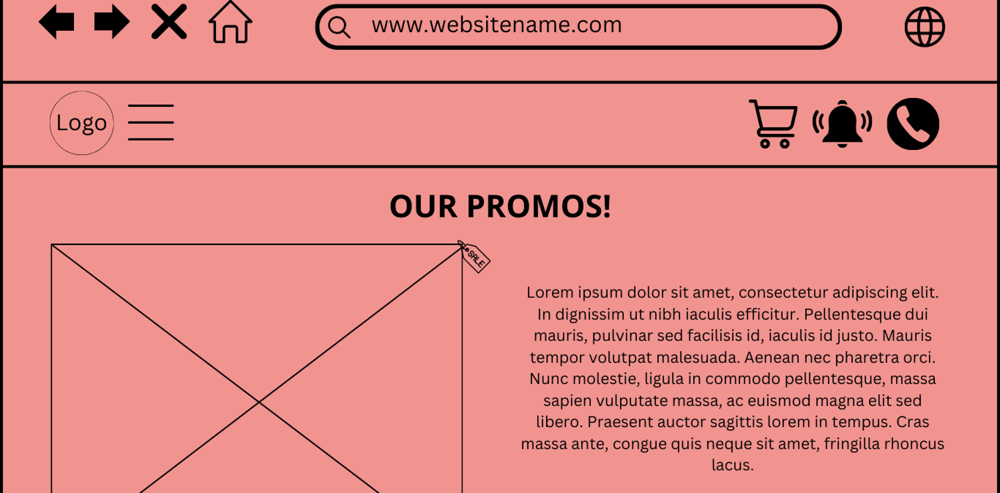 www.websitename.com
Logo
OUR PROMOS!
SALE
Lorem ipsum dolor sit amet, consectetur adipiscing elit.
In dignissim ut nibh iaculis efficitur. Pellentesque dui
mauris, pulvinar sed facilisis id, iaculis id justo. Mauris
tempor volutpat malesuada. Aenean nec pharetra orci.
Nunc molestie, ligula in commodo pellentesque, massa
sapien vulputate massa, ac euismod magna elit sed
libero. Praesent auctor sagittis lorem in tempus. Cras
massa ante, congue quis neque sit amet, fringilla rhoncus
lacus.